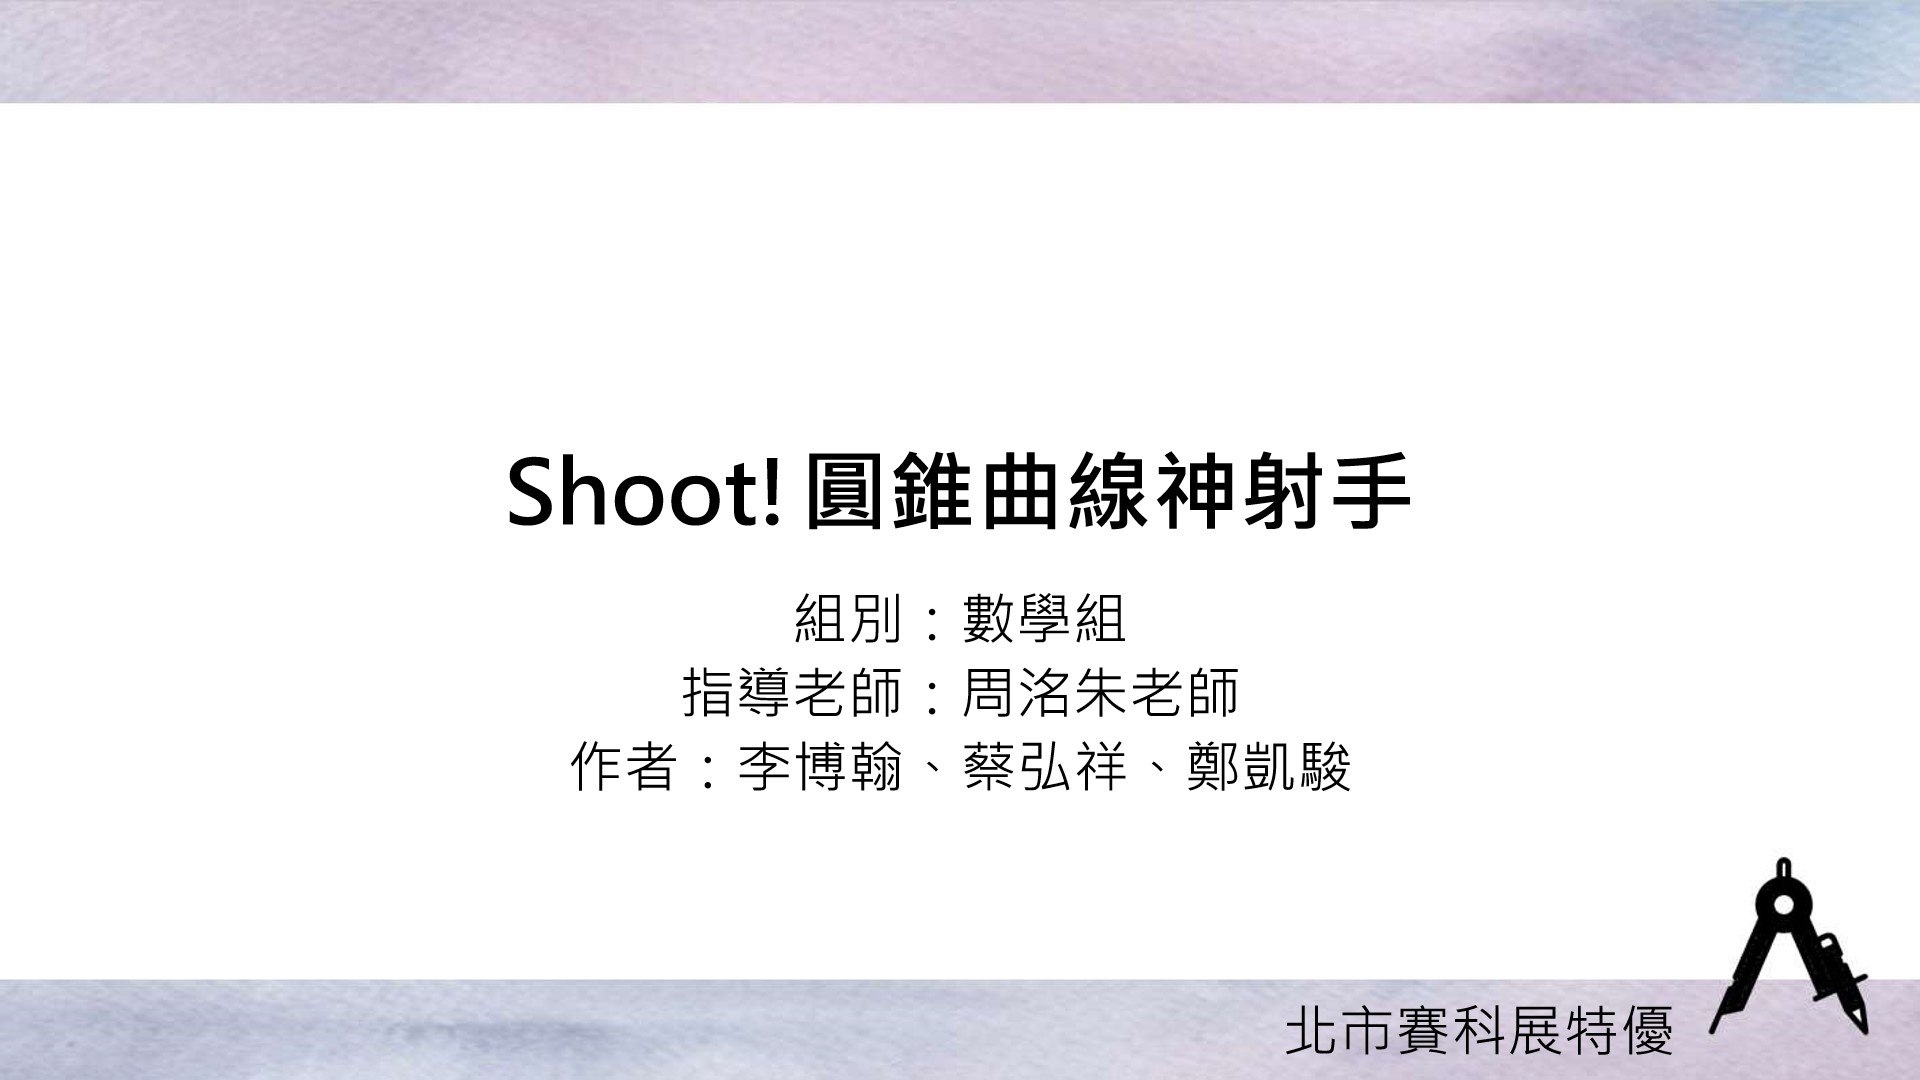 Shoot! 圓錐曲線神射手
組別：數學組
指導老師：周洺朱老師
作者：李博翰、蔡弘祥、鄭凱駿
北市賽科展特優